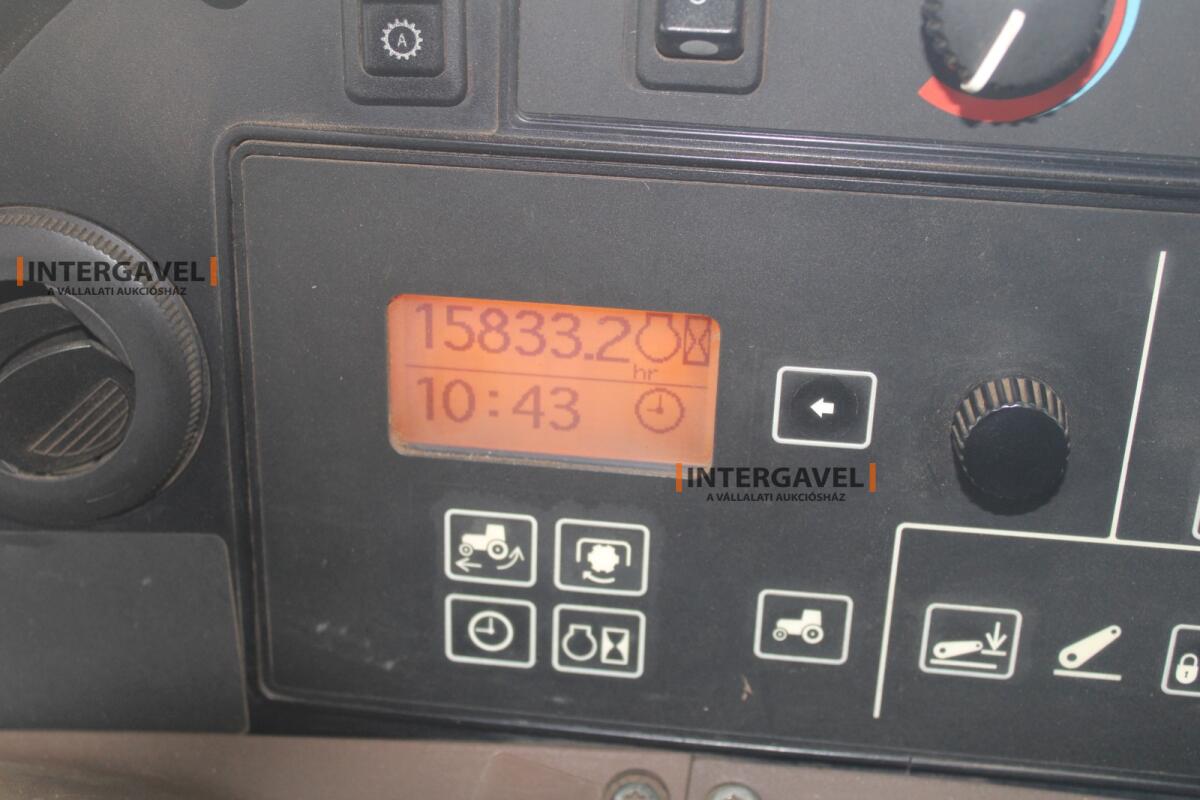 A
INTERGAVEL
A VÁLLALATI AUKCIÓSHÁZ
15833.2
hr
10:43
INTERGAVEL
A VÁLLALATI AUKCIÓSHÁZ